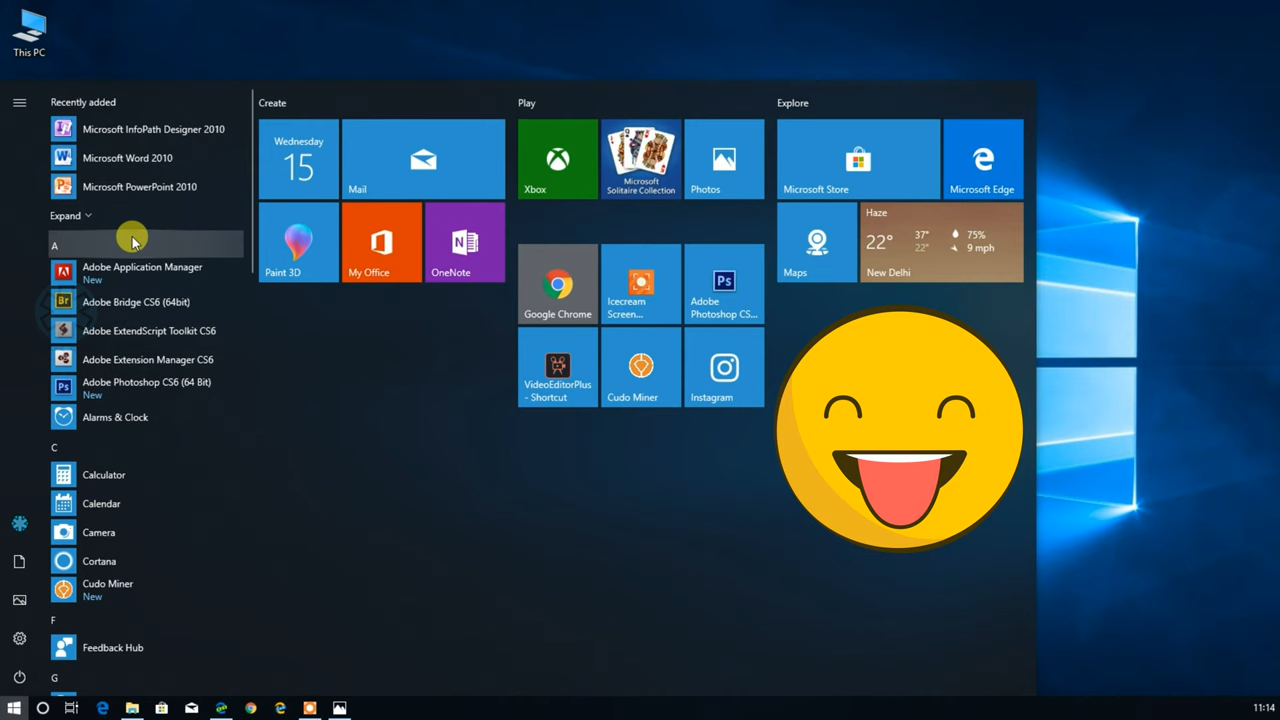 This PC
Recently added
Microsoft InfoPath Designer 2010
Microsoft Word 2010
Microsoft PowerPoint 2010
Expand
A
Adobe Application Manager
New
Adobe Bridge CS6 (64bit)
Adobe ExtendScript Toolkit CS6
Adobe Extension Manager CS6
Adobe Photoshop CS6 (64 Bit)
New
Alarms & Clock
C
Calculator
Calendar
Camera
Cortana
Cudo Miner
New
F
Feedback Hub
G
Create
Wednesday
15
Mail
Paint 3D
My Office
OneNote
Play
Xbox
Microsoft
Solitaire Collection
Photos
Google Chrome
Icecream
Screen...
Ps
Adobe
Photoshop CS...
VideoEditorPlus
- Shortcut
Cudo Miner
Instagram
Explore
Microsoft Store
Microsoft Edge
Maps
Haze
22°
37°
22°
75%
9 mph
New Delhi
11:14